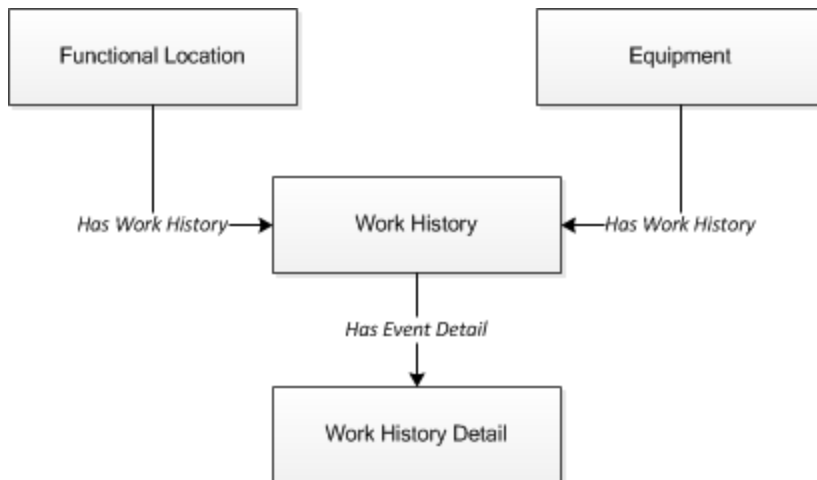 Functional Location
Equipment
Has Work History
Work History
Has Work History
Has Event Detail
Work History Detail